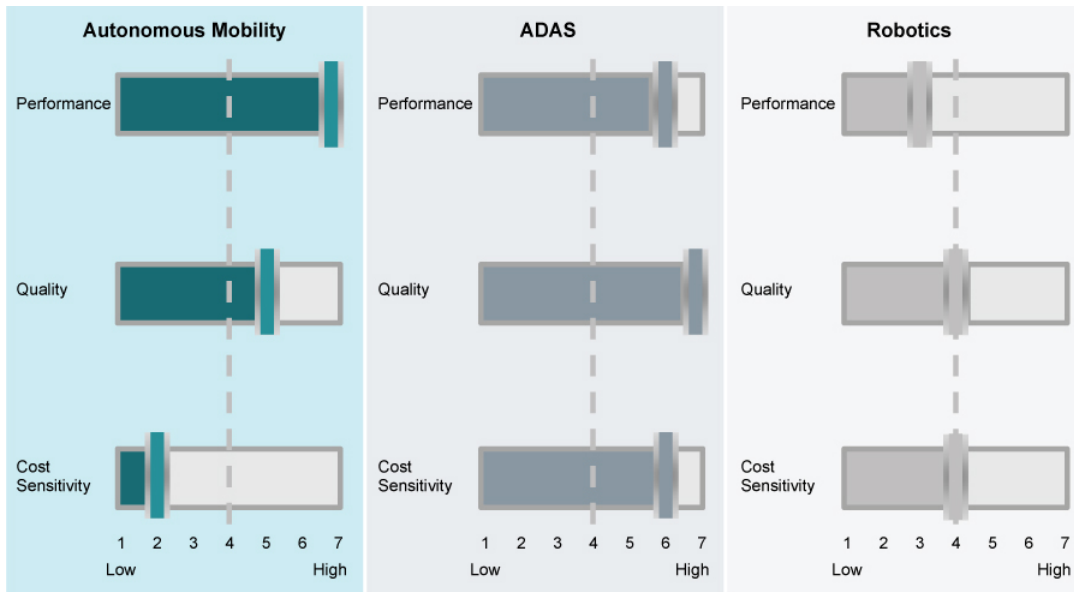 Autonomous Mobility
Performance
Quality
Cost
Sensitivity
1 2 3 4 5 6 7
Low High
ADAS
Performance
Quality
Cost
Sensitivity
1 2 3 4 5 6 7
Low High
Robotics
Performance
Quality
Cost
Sensitivity
1 2 3 4 5 6 7
Low High